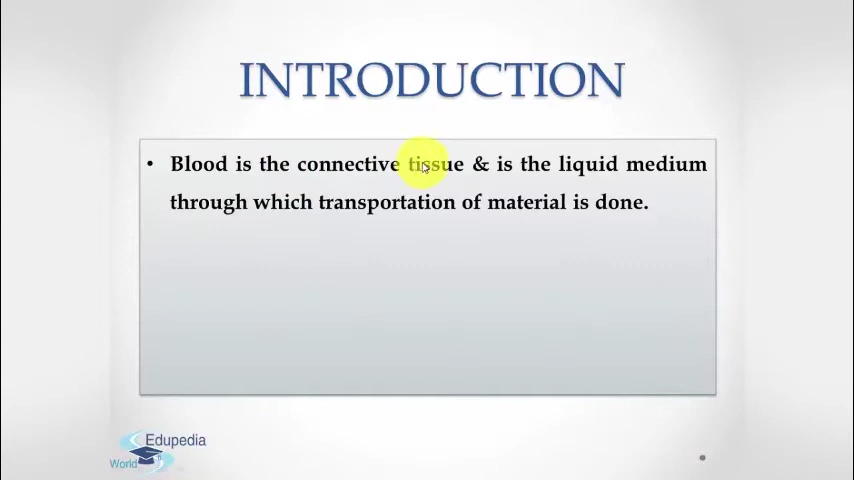 INTRODUCTION
• Blood is the connective tissue & is the liquid medium
through which transportation of material is done.
Edupedia
World